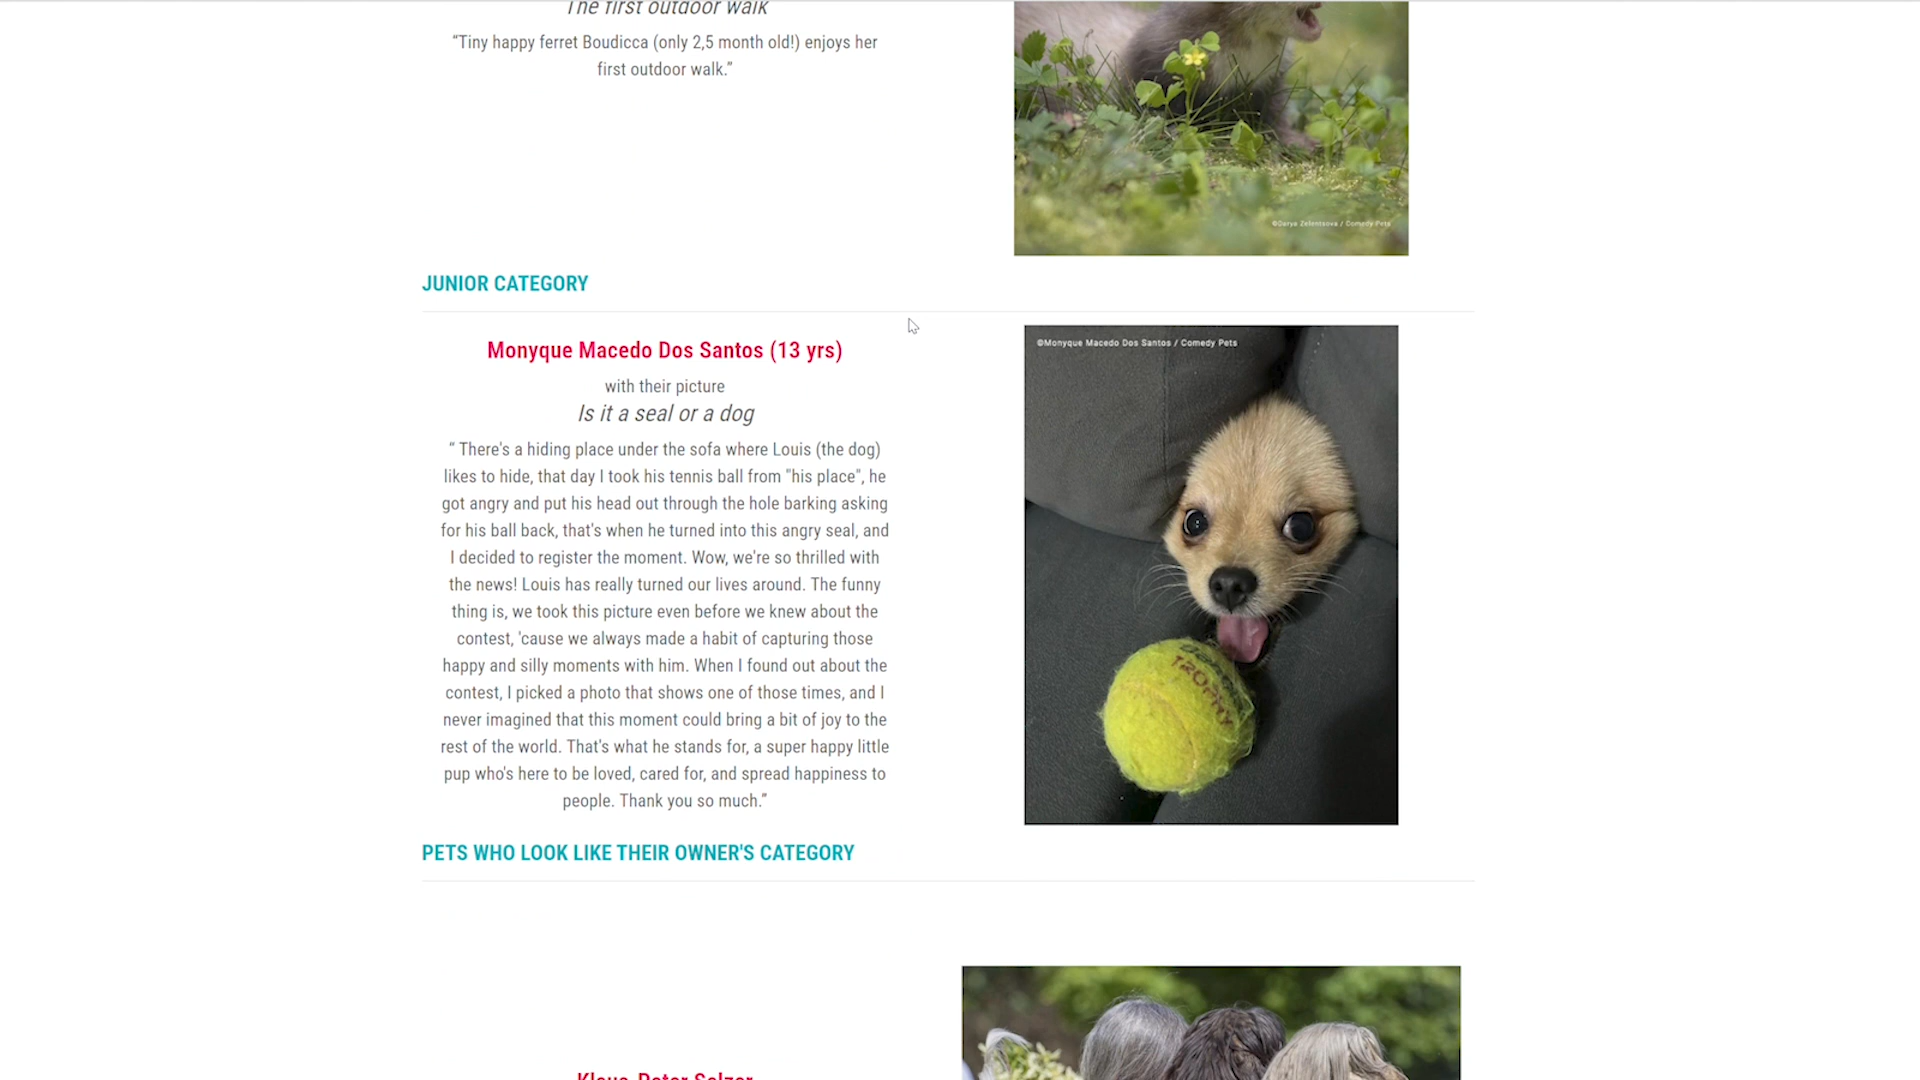 The first outdoor walk
“Tiny happy ferret Boudicca (only 2,5 month old!) enjoys her
first outdoor walk.”
©Darya Zelentsova / Comedy Pets
JUNIOR CATEGORY
Monyque Macedo Dos Santos (13 yrs)
with their picture
Is it a seal or a dog
“ There's a hiding place under the sofa where Louis (the dog)
likes to hide, that day I took his tennis ball from "his place", he
got angry and put his head out through the hole barking asking
for his ball back, that's when he turned into this angry seal, and
I decided to register the moment. Wow, we're so thrilled with
the news! Louis has really turned our lives around. The funny
thing is, we took this picture even before we knew about the
contest, 'cause we always made a habit of capturing those
happy and silly moments with him. When I found out about the
contest, I picked a photo that shows one of those times, and I
never imagined that this moment could bring a bit of joy to the
rest of the world. That's what he stands for, a super happy little
pup who's here to be loved, cared for, and spread happiness to
people. Thank you so much.”
©Monyque Macedo Dos Santos / Comedy Pets
TROPHY
PETS WHO LOOK LIKE THEIR OWNER'S CATEGORY
Klaus-Peter Selzer